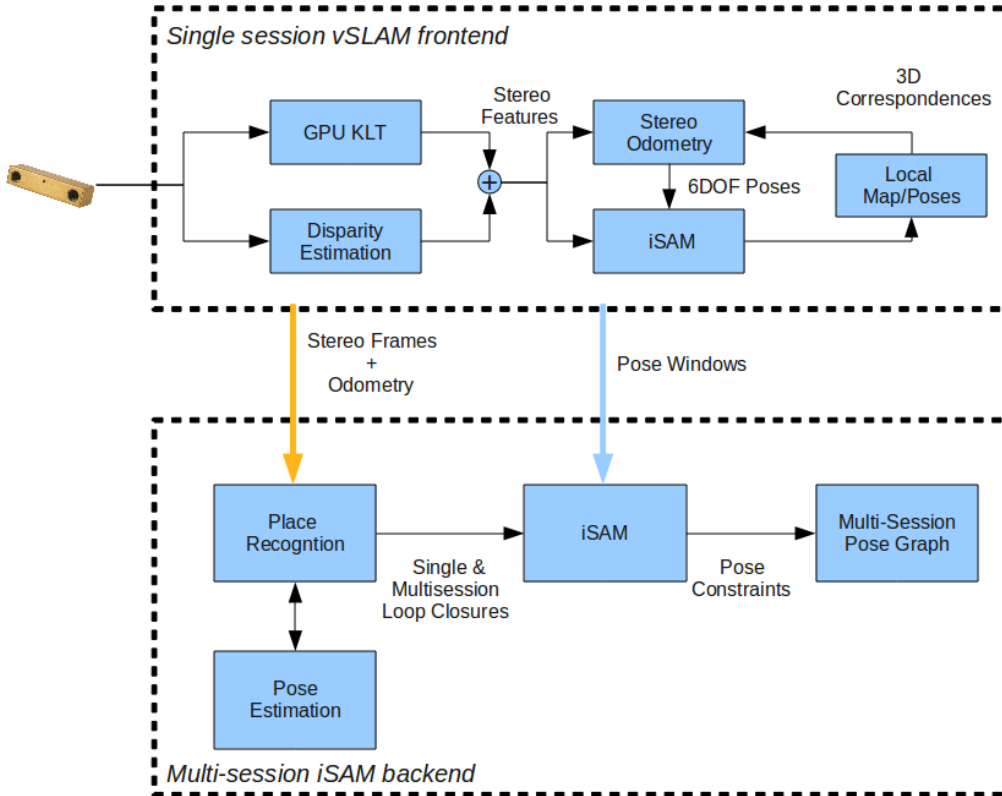 Single session vSLAM frontend
3D
Correspondences
Stereo
Features
GPU KLT
Stereo
Odometry
6DOF Poses
Local
Map/Poses
Disparity
Estimation
iSAM
Stereo Frames
+
Odometry
Pose Windows
Place
Recogntion
iSAM
Multi-Session
Pose Graph
Single &
Multisession
Loop Closures
Pose
Constraints
Pose
Estimation
Multi-session iSAM backend